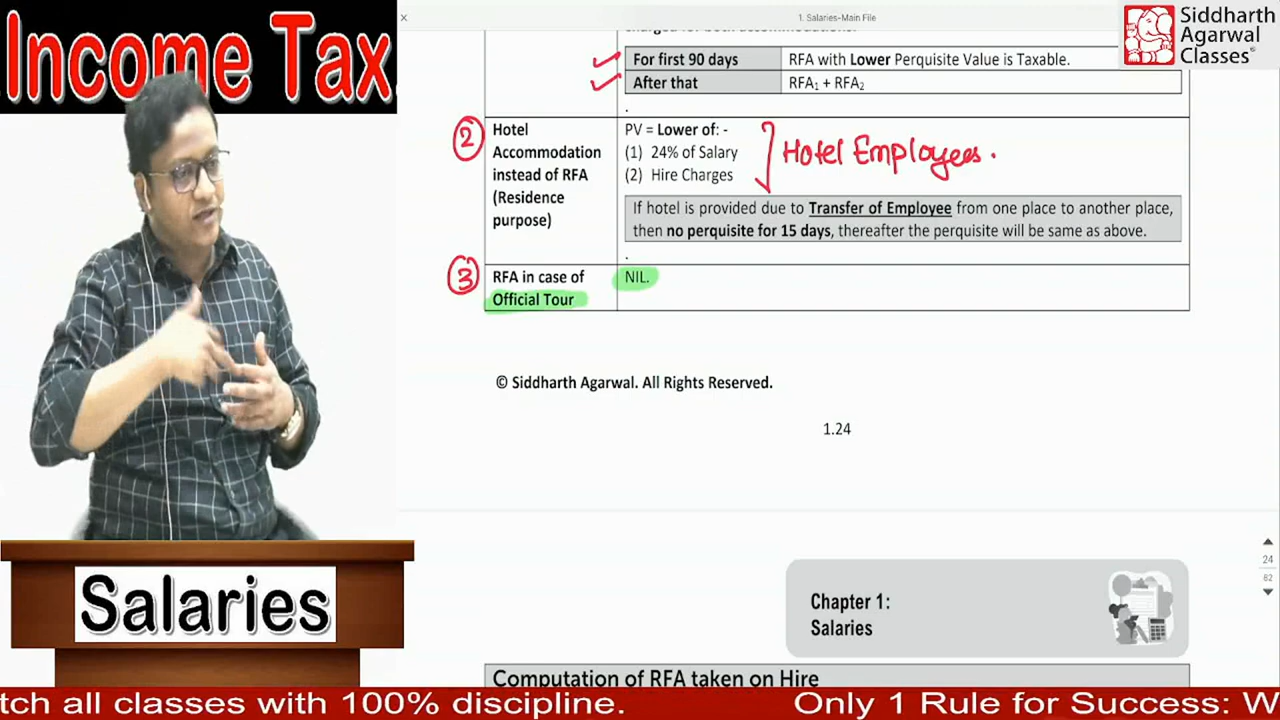 Income Tax
1. Salaries-Main File
Siddharth
Agarwal
Classes
For first 90 days
RFA with Lower Perquisite Value is Taxable.
After that
RFA1 + RFA2
.
2
Hotel
Accommodation
instead of RFA
(Residence
purpose)
PV = Lower of: -
(1) 24% of Salary
(2) Hire Charges
Hotel Employees.
If hotel is provided due to Transfer of Employee from one place to another place,
then no perquisite for 15 days, thereafter the perquisite will be same as above.
.
3
RFA in case of
Official Tour
NIL.
© Siddharth Agarwal. All Rights Reserved.
1.24
24
62
Chapter 1:
Salaries
Salaries
Computation of RFA taken on Hire
tch all classes with 100% discipline.
Only 1 Rule for Success: W